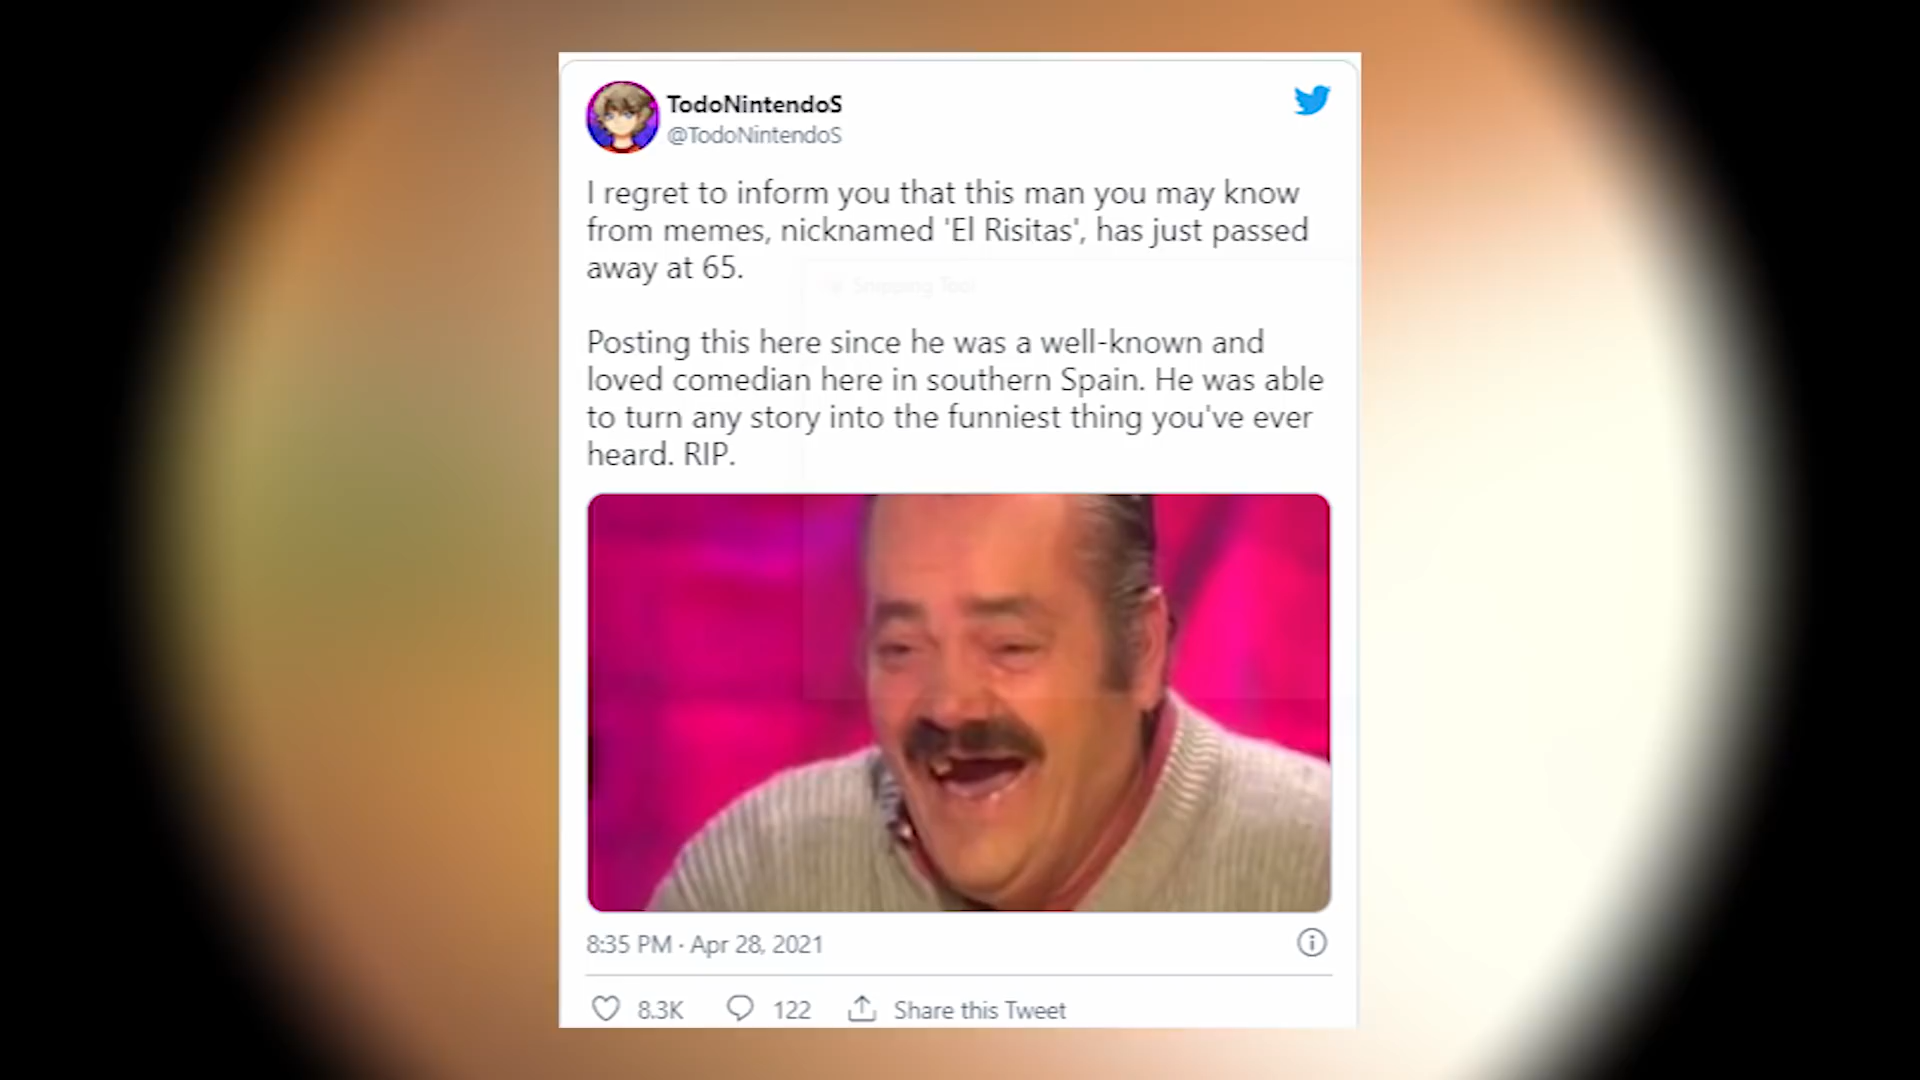 TodoNintendoS
@TodoNintendoS
I regret to inform you that this man you may know
from memes, nicknamed 'El Risitas', has just passed
away at 65.
Snipping Tool
Posting this here since he was a well-known and
loved comedian here in southern Spain. He was able
to turn any story into the funniest thing you've ever
heard. RIP.
8:35 PM · Apr 28, 2021
8.3K
122
Share this Tweet